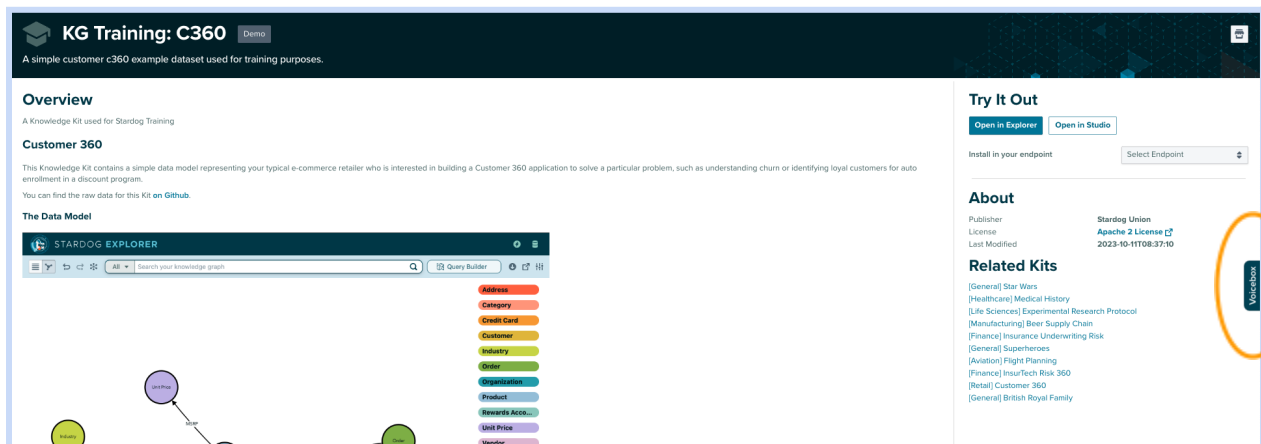 KG Training: C360 Demo
A simple customer c360 example dataset used for training purposes.
Overview
A Knowledge Kit used for Stardog Training
Customer 360
This Knowledge Kit contains a simple data model representing your typical e-commerce retailer who is interested in building a Customer 360 application to solve a particular problem, such as understanding churn or identifying loyal customers for auto
enrollment in a discount program.
You can find the raw data for this Kit on Github.
The Data Model
STARDOG EXPLORER
All Search your knowledge graph Query Builder
Address
Category
Credit Card
Customer
Industry
Order
Organization
Product
Rewards Acco...
Unit Price
Vendor
Unit Price
MSRP
Industry
Order
Try It Out
Open in Explorer Open in Studio
Install in your endpoint Select Endpoint
About
Publisher Stardog Union
License Apache 2 License
Last Modified 2023-10-11T08:37:10
Related Kits
[General] Star Wars
[Healthcare] Medical History
[Life Sciences] Experimental Research Protocol
[Manufacturing] Beer Supply Chain
[Finance] Insurance Underwriting Risk
[General] Superheroes
[Aviation] Flight Planning
[Finance] InsurTech Risk 360
[Retail] Customer 360
[General] British Royal Family
Voicebox